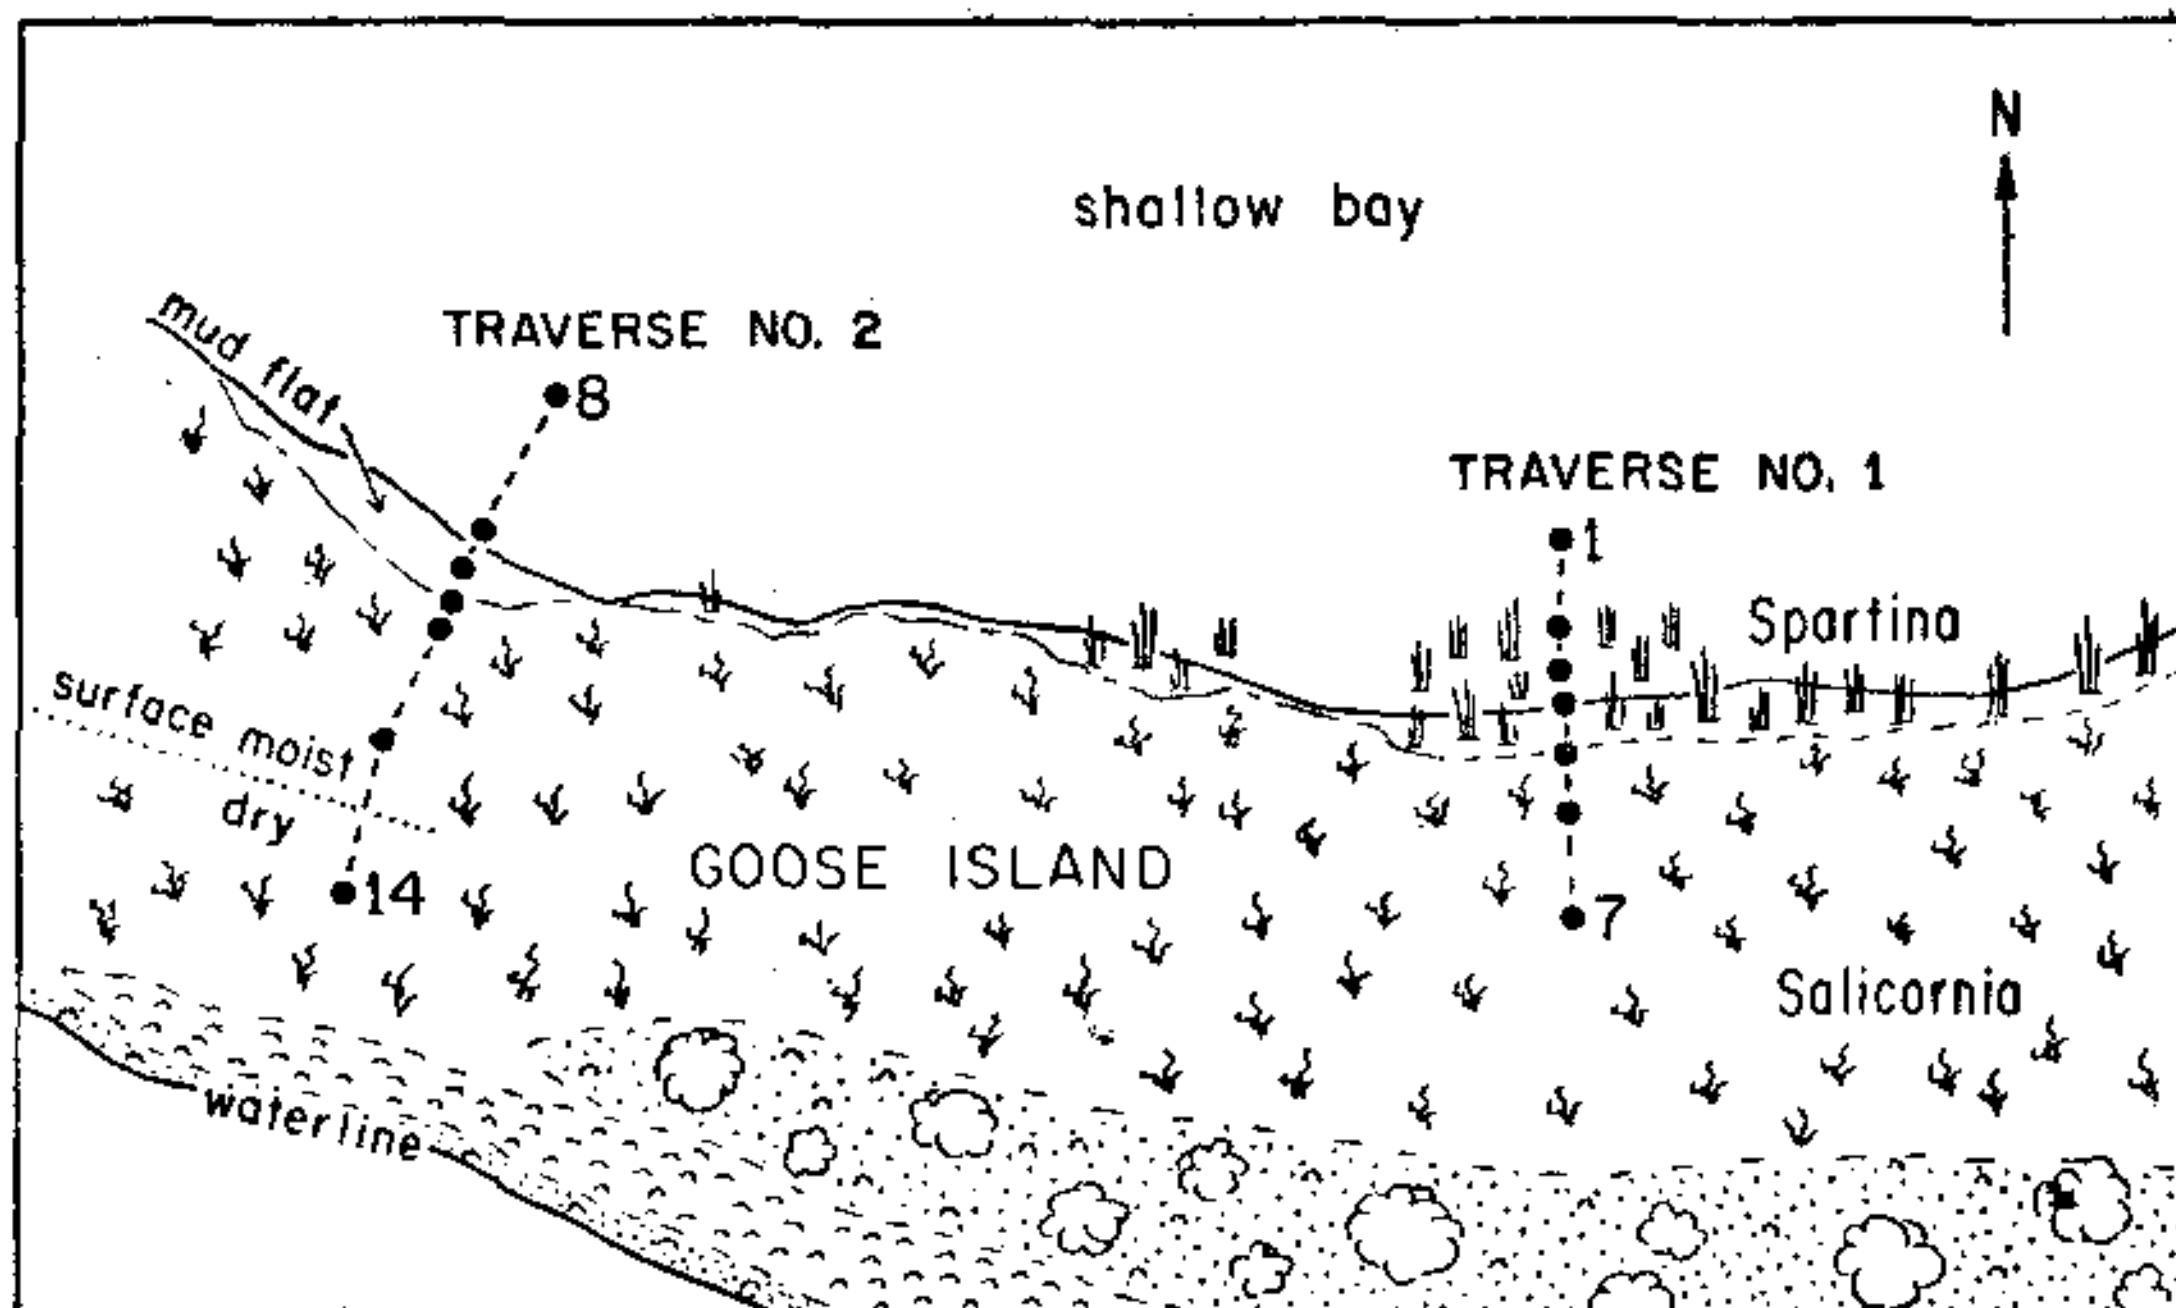 N
shallow bay
mud flat
TRAVERSE NO. 2
8
TRAVERSE NO. 1
1
Spartina
surface moist
dry
GOOSE ISLAND
14
7
Salicornia
waterline